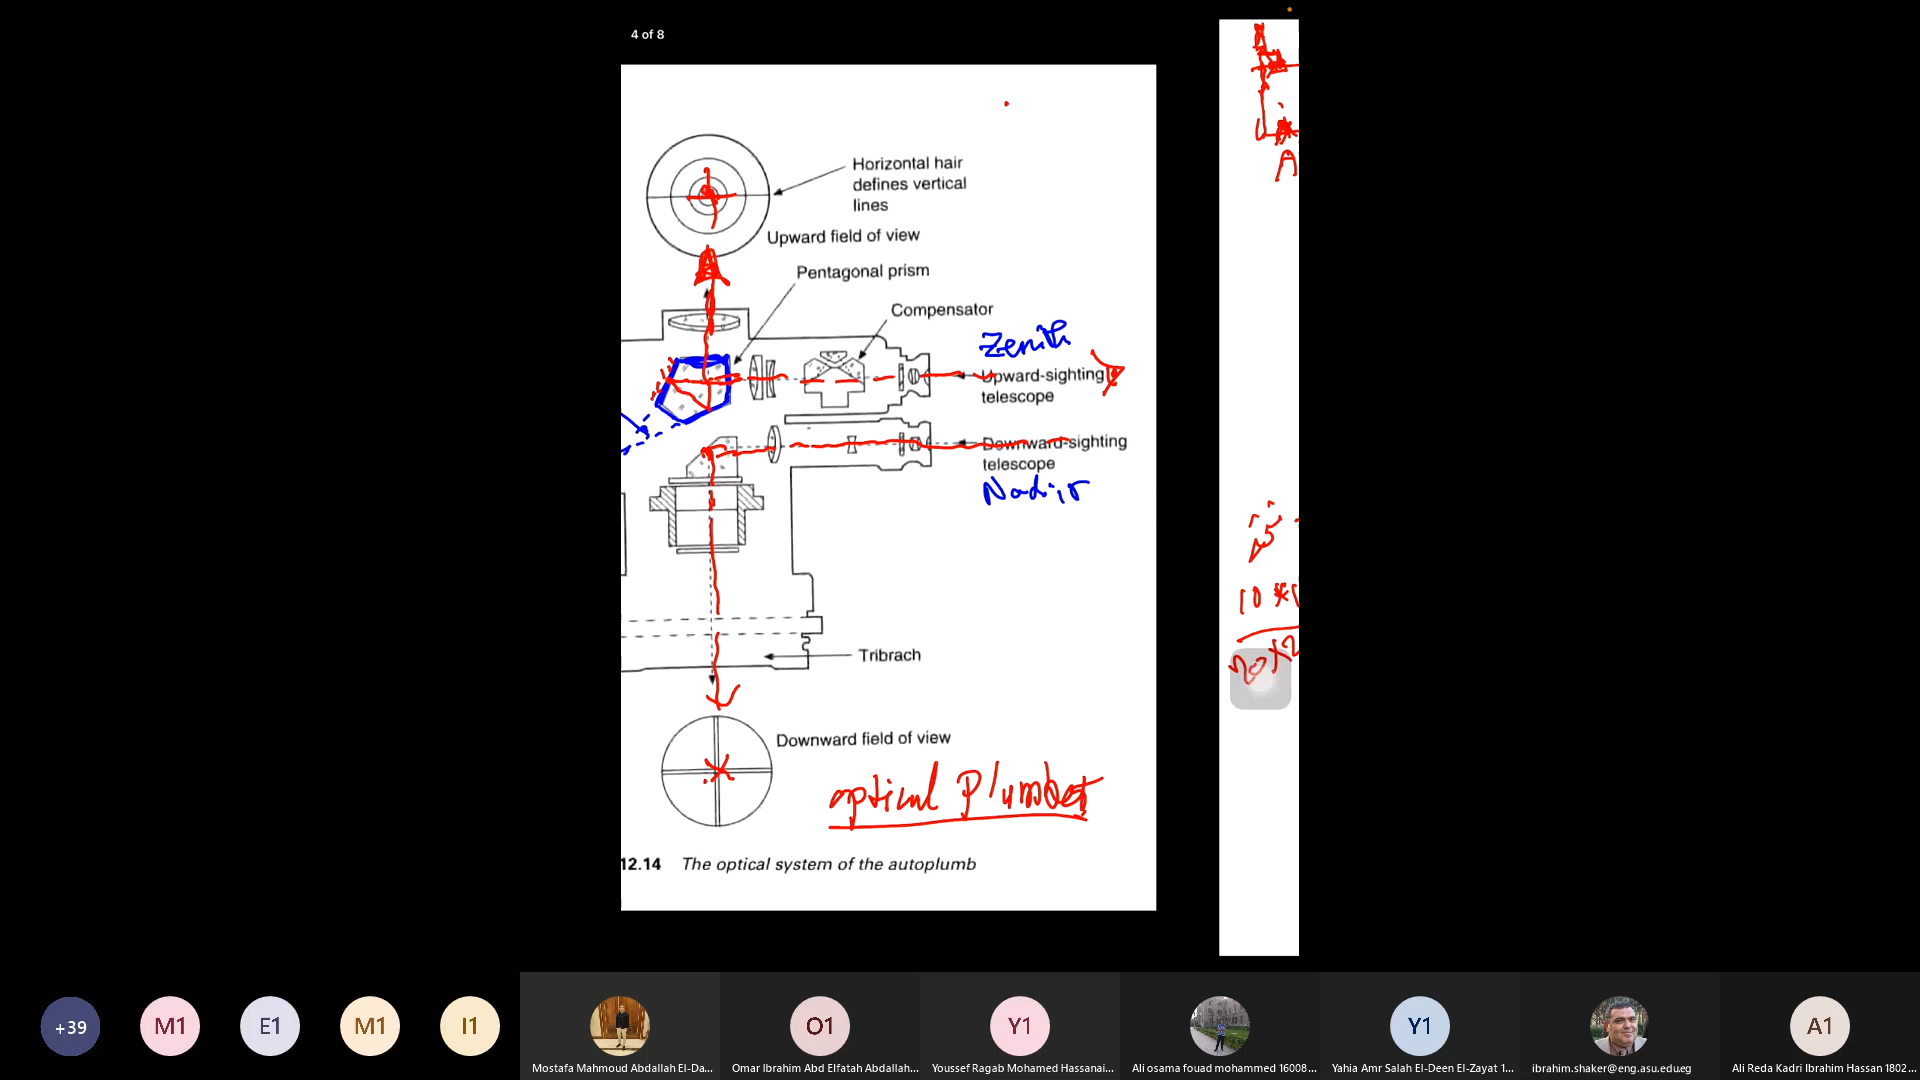 4 of 8
Horizontal hair
defines vertical
lines
Upward field of view
Pentagonal prism
Compensator
Zenith
Upward-sighting
telescope
Downward-sighting
telescope
Nadir
Tribrach
Downward field of view
optical Plumbet
12.14 The optical system of the autoplumb
A
+39
M1
E1
M1
I1
O1
Y1
Y1
A1
Mostafa Mahmoud Abdallah El-Da...
Omar Ibrahim Abd Elfatah Abdallah...
Youssef Ragab Mohamed Hassanai...
Ali osama fouad mohammed 16008...
Yahia Amr Salah El-Deen El-Zayat 1...
ibrahim.shaker@eng.asu.edu.eg
Ali Reda Kadri Ibrahim Hassan 1802...